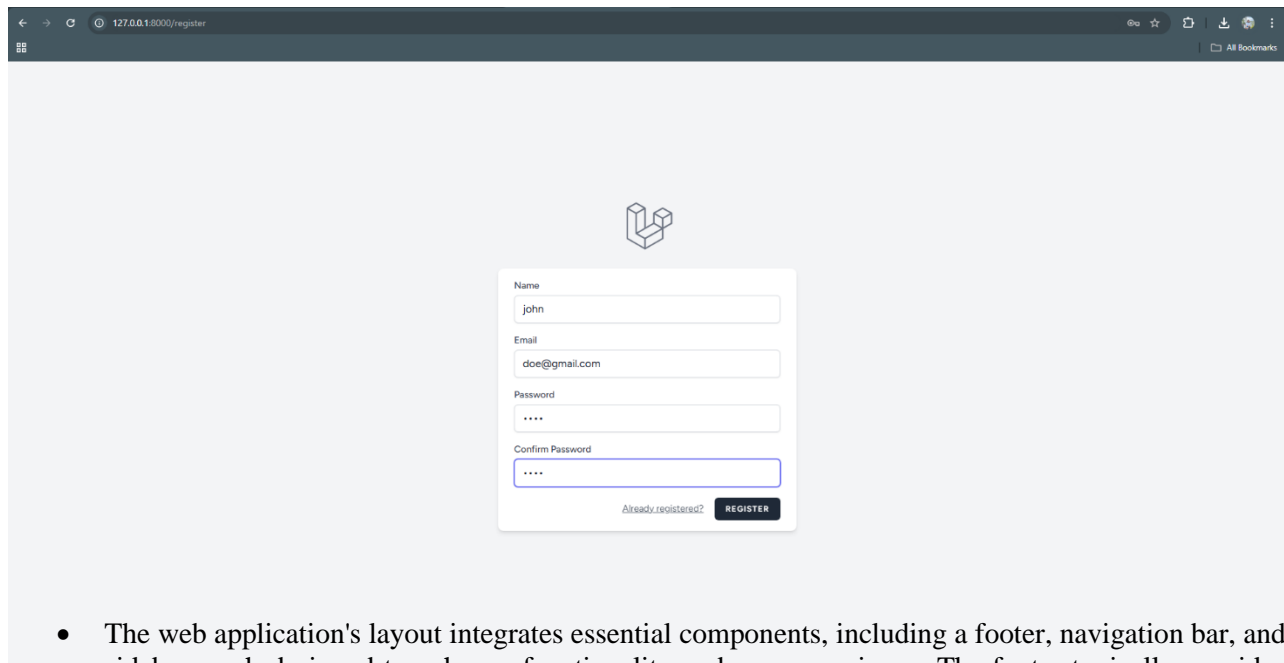 127.0.0.1:8000/register
All Bookmarks
Name
john
Email
doe@gmail.com
Password
••••
Confirm Password
••••
Already registered? REGISTER
• The web application's layout integrates essential components, including a footer, navigation bar, and